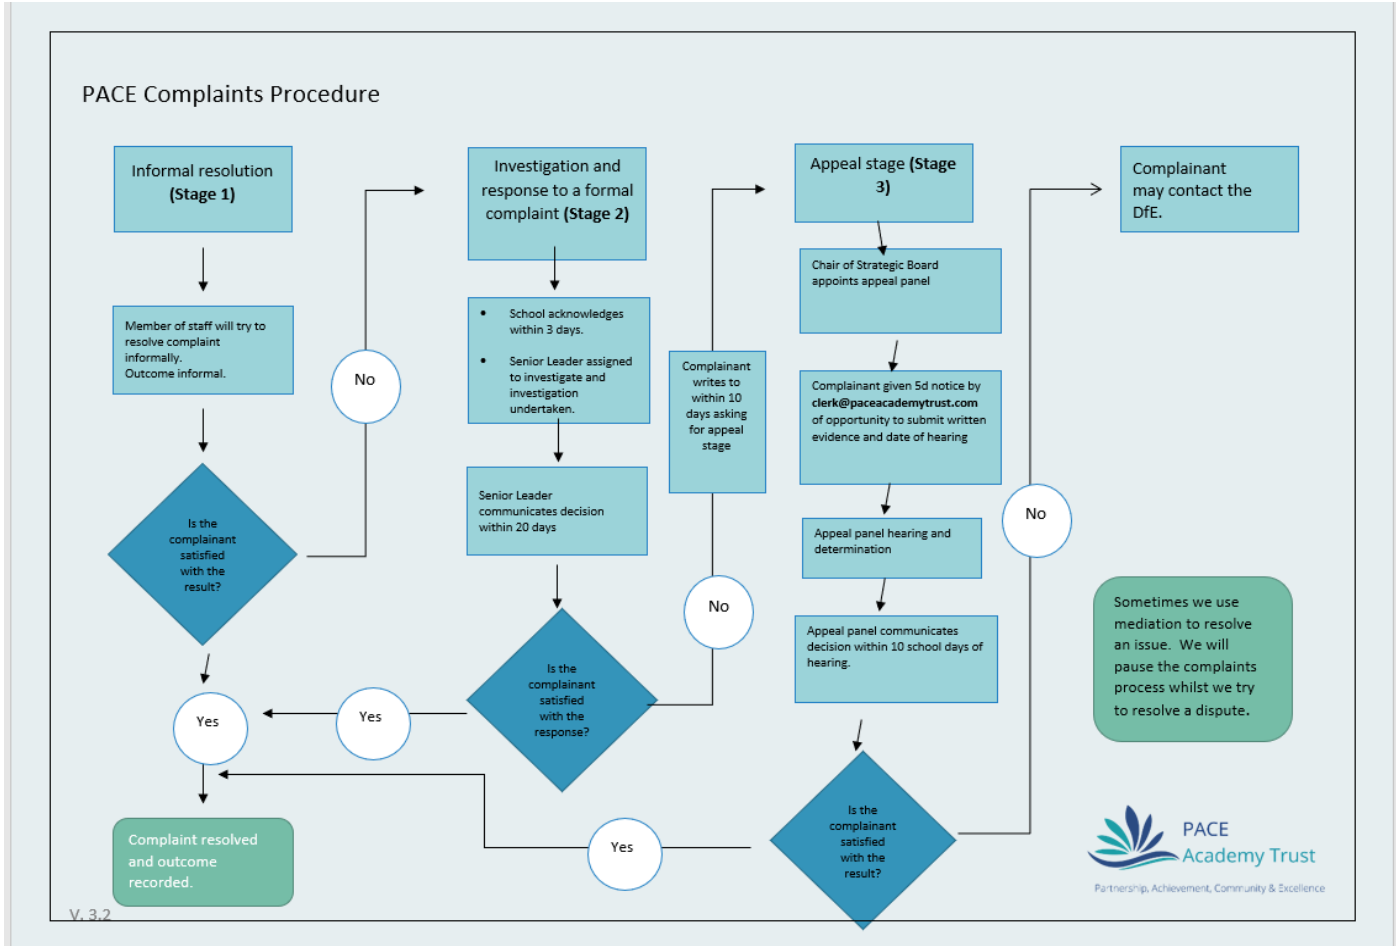 PACE Complaints Procedure
Informal resolution
(Stage 1)
Member of staff will try to
resolve complaint
informally.
Outcome informal.
Is the
complainant
satisfied
with the
result?
No
Yes
Complaint resolved
and outcome
recorded.
Investigation and
response to a formal
complaint (Stage 2)
• School acknowledges
within 3 days.
• Senior Leader assigned
to investigate and
investigation
undertaken.
Senior Leader
communicates decision
within 20 days
Is the
complainant
satisfied
with the
response?
Yes
No
Complainant
writes to
within 10
days asking
for appeal
stage
Appeal stage (Stage
3)
Chair of Strategic Board
appoints appeal panel
Complainant given 5d notice by
clerk@paceacademytrust.com
of opportunity to submit written
evidence and date of hearing
Appeal panel hearing and
determination
Appeal panel communicates
decision within 10 school days of
hearing.
Is the
complainant
satisfied
with the
result?
Yes
No
Complainant
may contact the
DfE.
Sometimes we use
mediation to resolve
an issue. We will
pause the complaints
process whilst we try
to resolve a dispute.
PACE
Academy Trust
Partnership, Achievement, Community & Excellence
V. 3.2